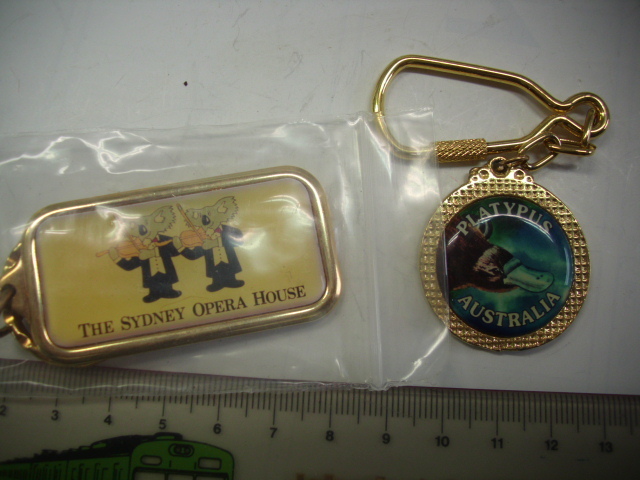 THE SYDNEY OPERA HOUSE
PLATYPUS
AUSTRALIA
2 3 4 5 6 7 8 9 10 11 12 13